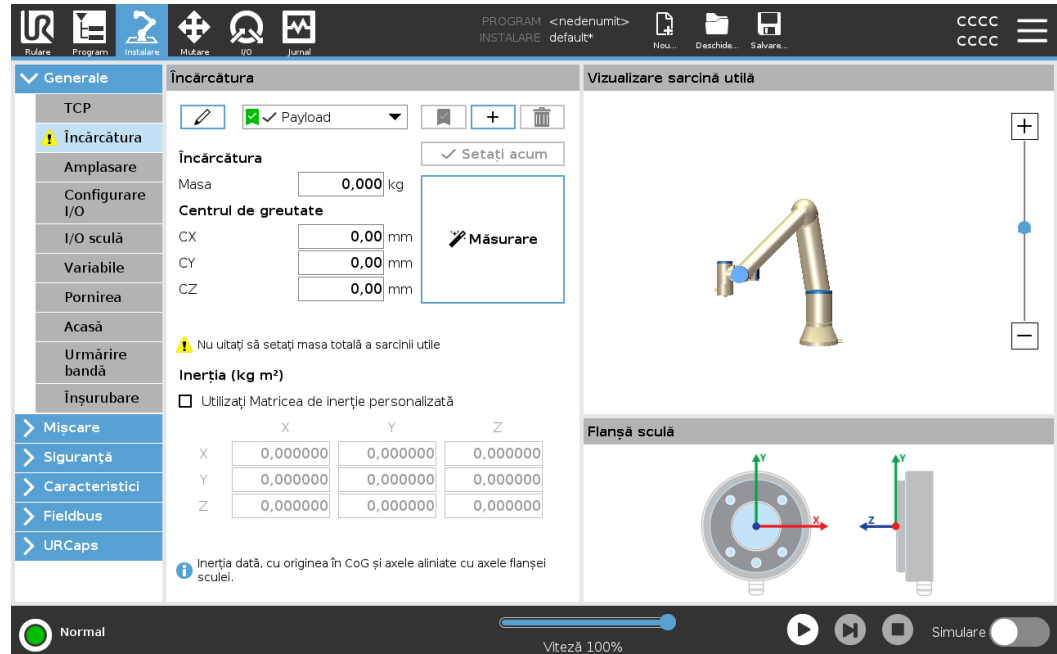 UR
Rulare
Program
Instalare
Mutare
I/O
Jurnal
PROGRAM <nedenumit>
INSTALARE default*
Nou...
Deschide...
Salvare...
CCCC
CCCC
Generale
TCP
Încărcătura
Amplasare
Configurare
I/O
I/O sculă
Variabile
Pornirea
Acasă
Urmărire
bandă
Înșurubare
Mișcare
Siguranță
Caracteristici
Fieldbus
URCaps
Încărcătura
Payload
Setați acum
Încărcătura
Masa 0,000 kg
Centrul de greutate
CX 0,00 mm
CY 0,00 mm
CZ 0,00 mm
Măsurare
Nu uitați să setați masa totală a sarcinii utile
Inerția (kg m²)
Utilizați Matricea de inerție personalizată
X Y Z
X 0,000000 0,000000 0,000000
Y 0,000000 0,000000 0,000000
Z 0,000000 0,000000 0,000000
Inerția dată, cu originea în CoG și axele aliniate cu axele flanșei
sculei.
Vizualizare sarcină utilă
Flanșă sculă
Y
X
Y
Z
Normal
Viteză 100%
Simulare